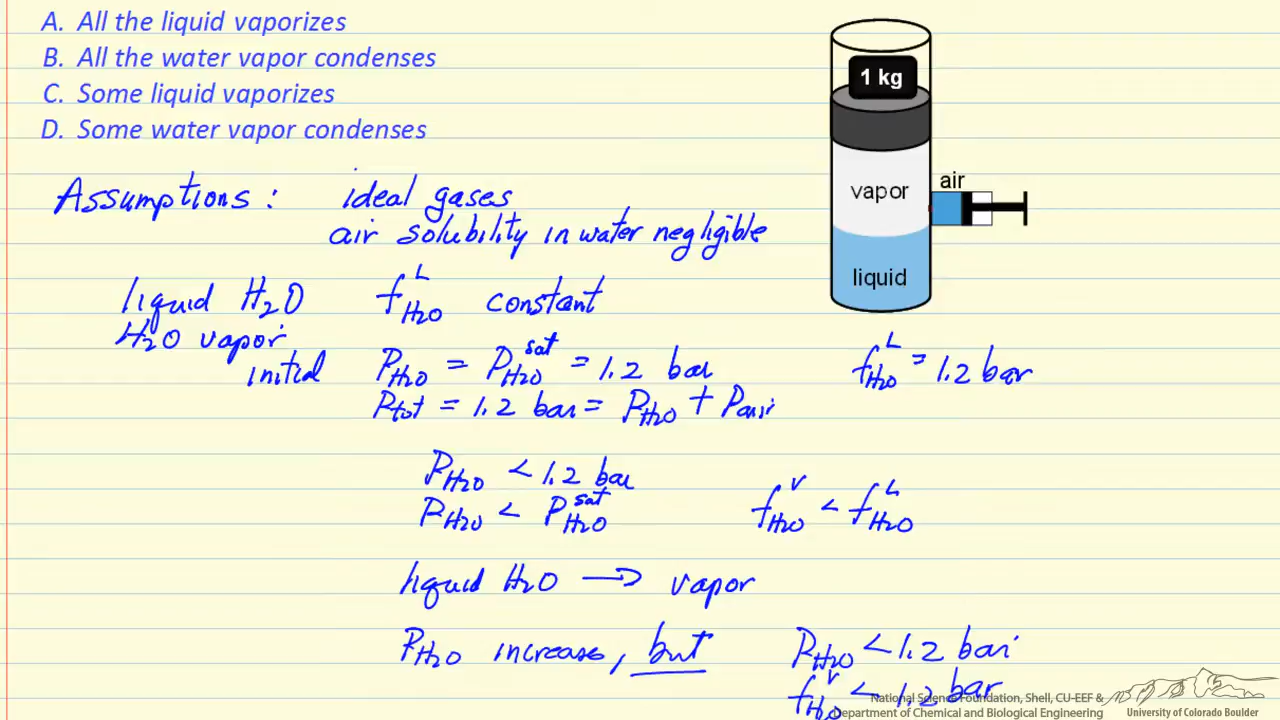 A. All the liquid vaporizes
B. All the water vapor condenses
C. Some liquid vaporizes
D. Some water vapor condenses
1 kg
vapor
air
liquid
Assumptions: ideal gases
air solubility in water negligible
liquid H2O f^L_H2O constant
H2O vapor
initial P_H2O = P^sat_H2O = 1.2 bar f^L_H2O = 1.2 bar
P_tot = 1.2 bar = P_H2O + P_air
P_H2O < 1.2 bar
P_H2O < P^sat_H2O f^V_H2O < f^L_H2O
liquid H2O → vapor
P_H2O increases, but P_H2O < 1.2 bar
f^V_H2O < 1.2 bar
National Science Foundation, Shell, CU-EEF &
Department of Chemical and Biological Engineering
University of Colorado Boulder